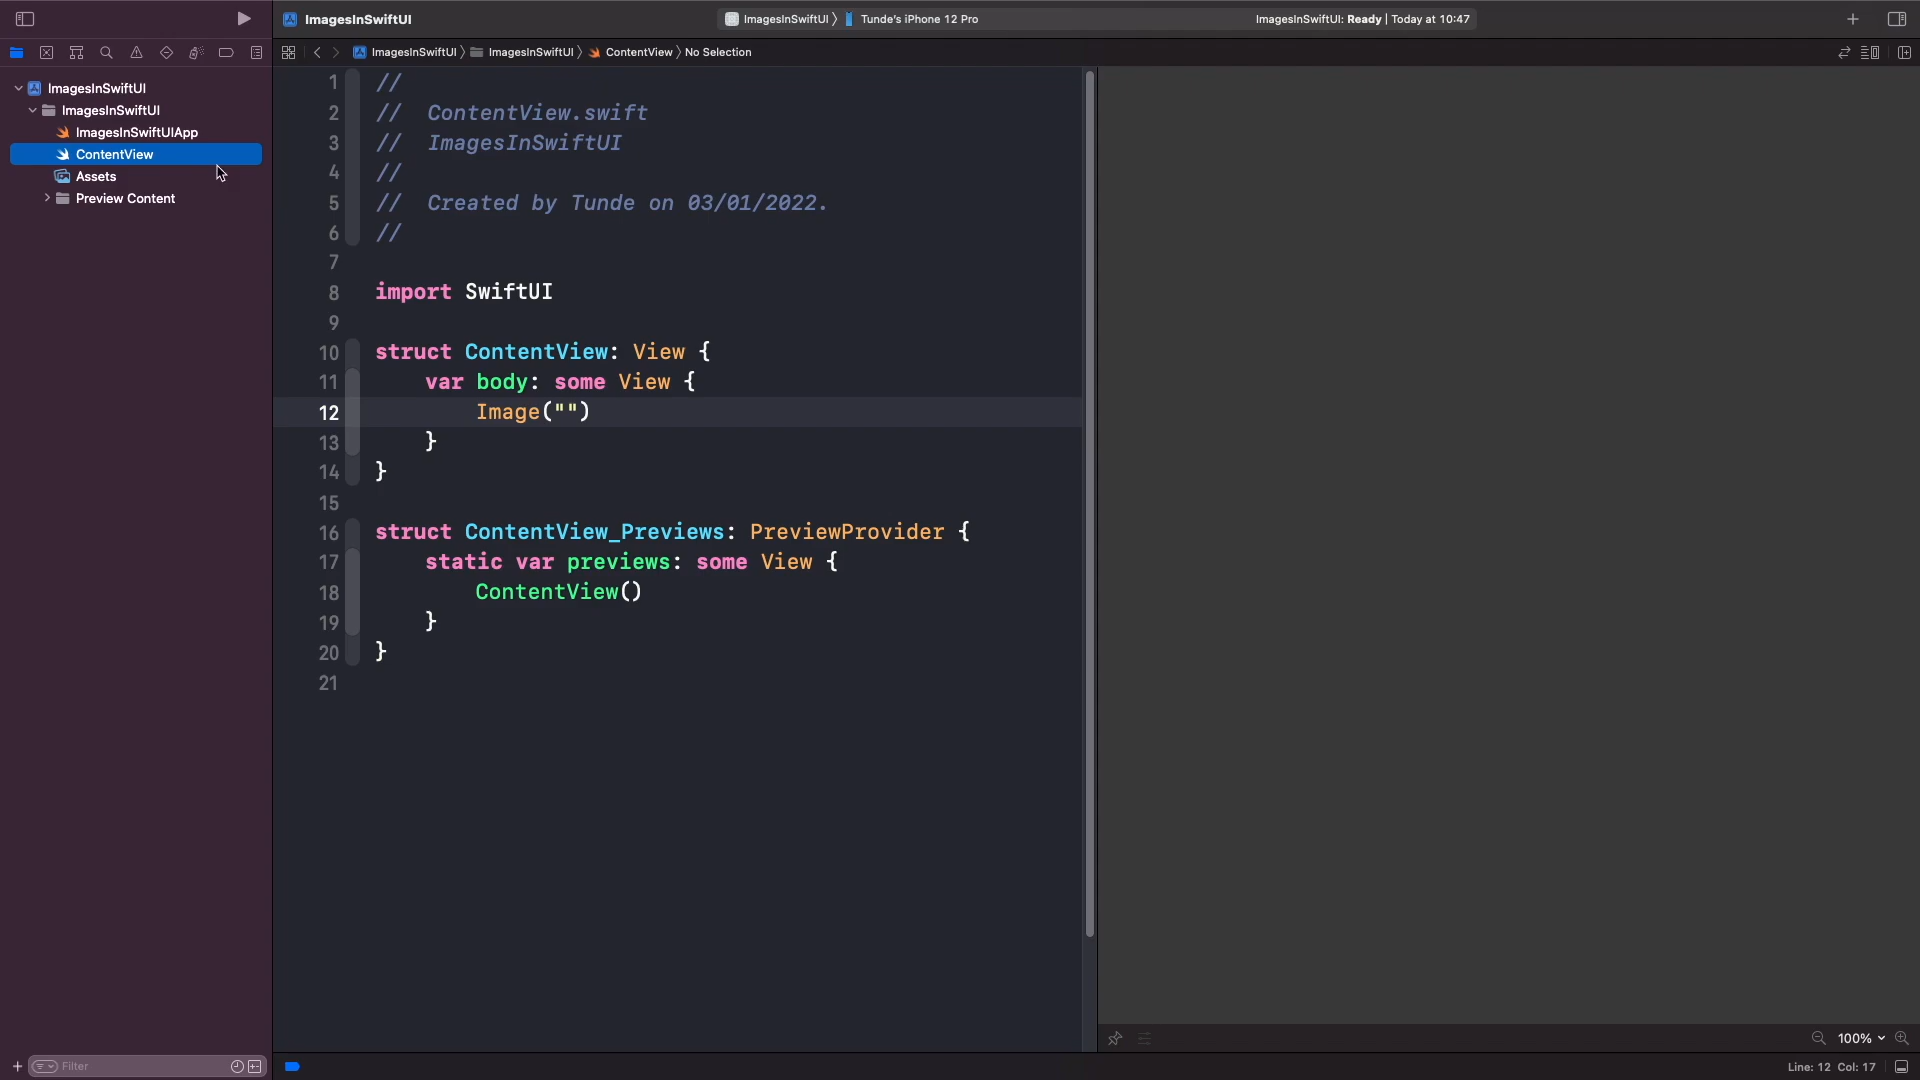 ImagesInSwiftUI
ImagesInSwiftUI 〉 Tunde's iPhone 12 Pro
ImagesInSwiftUI: Ready | Today at 10:47
ImagesInSwiftUI 〉 ImagesInSwiftUI 〉 ContentView 〉 No Selection
ImagesInSwiftUI
ImagesInSwiftUI
ImagesInSwiftUIApp
ContentView
Assets
Preview Content
1 //
2 //  ContentView.swift
3 //  ImagesInSwiftUI
4 //
5 //  Created by Tunde on 03/01/2022.
6 //
7
8 import SwiftUI
9
10 struct ContentView: View {
11     var body: some View {
12         Image("")
13     }
14 }
15
16 struct ContentView_Previews: PreviewProvider {
17     static var previews: some View {
18         ContentView()
19     }
20 }
21
100%
Filter
Line: 12 Col: 17